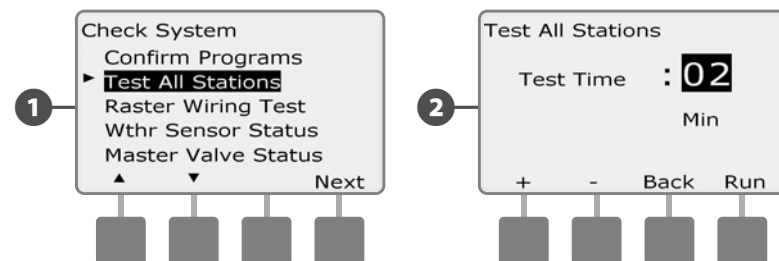 1
Check System
Confirm Programs
► Test All Stations
Raster Wiring Test
Wthr Sensor Status
Master Valve Status
▲ ▼ Next
2
Test All Stations
Test Time :02
Min
+ - Back Run